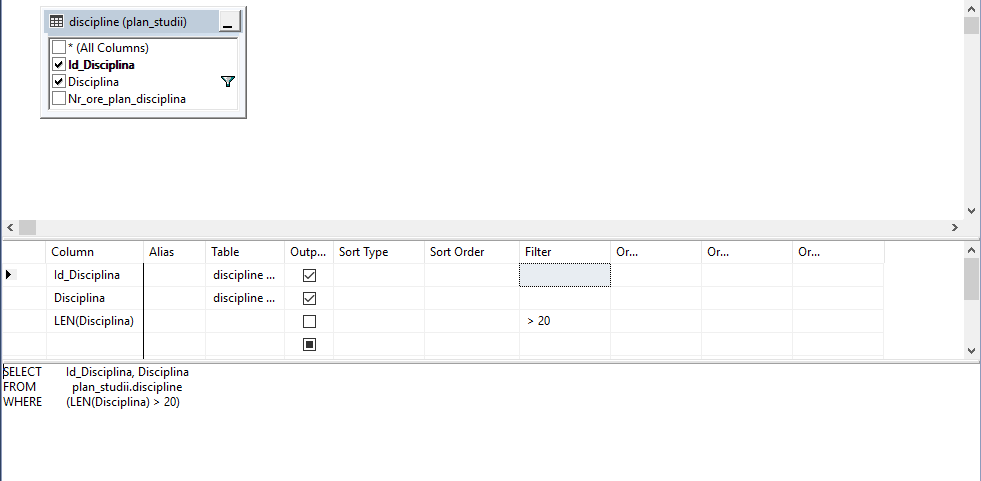 discipline (plan_studii)
* (All Columns)
Id_Disciplina
Disciplina
Nr_ore_plan_disciplina
Column Alias Table Outp... Sort Type Sort Order Filter Or... Or... Or...
Id_Disciplina discipline ...
Disciplina discipline ...
LEN(Disciplina) > 20
SELECT Id_Disciplina, Disciplina
FROM plan_studii.discipline
WHERE (LEN(Disciplina) > 20)